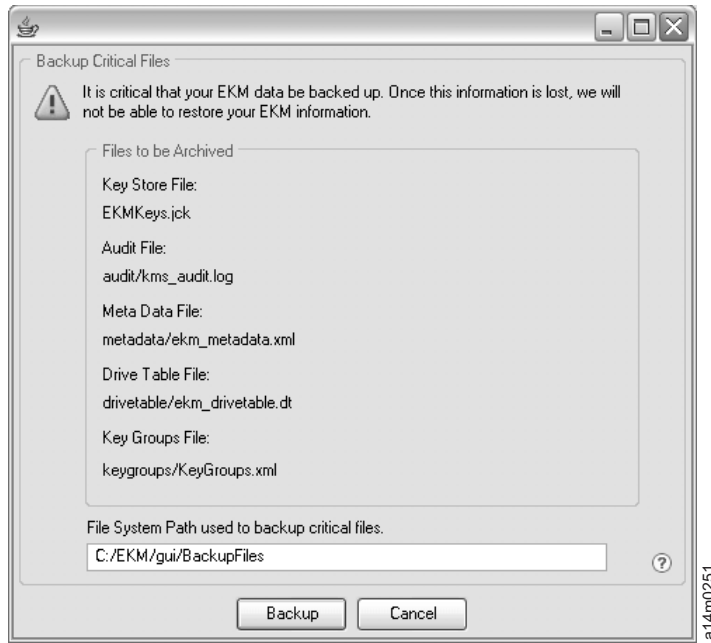 Backup Critical Files
It is critical that your EKM data be backed up. Once this information is lost, we will
not be able to restore your EKM information.
Files to be Archived
Key Store File:
EKMKeys.jck
Audit File:
audit/kms_audit.log
Meta Data File:
metadata/ekm_metadata.xml
Drive Table File:
drivetable/ekm_drivetable.dt
Key Groups File:
keygroups/KeyGroups.xml
File System Path used to backup critical files.
C:/EKM/gui/BackupFiles
?
Backup Cancel
a14m0251